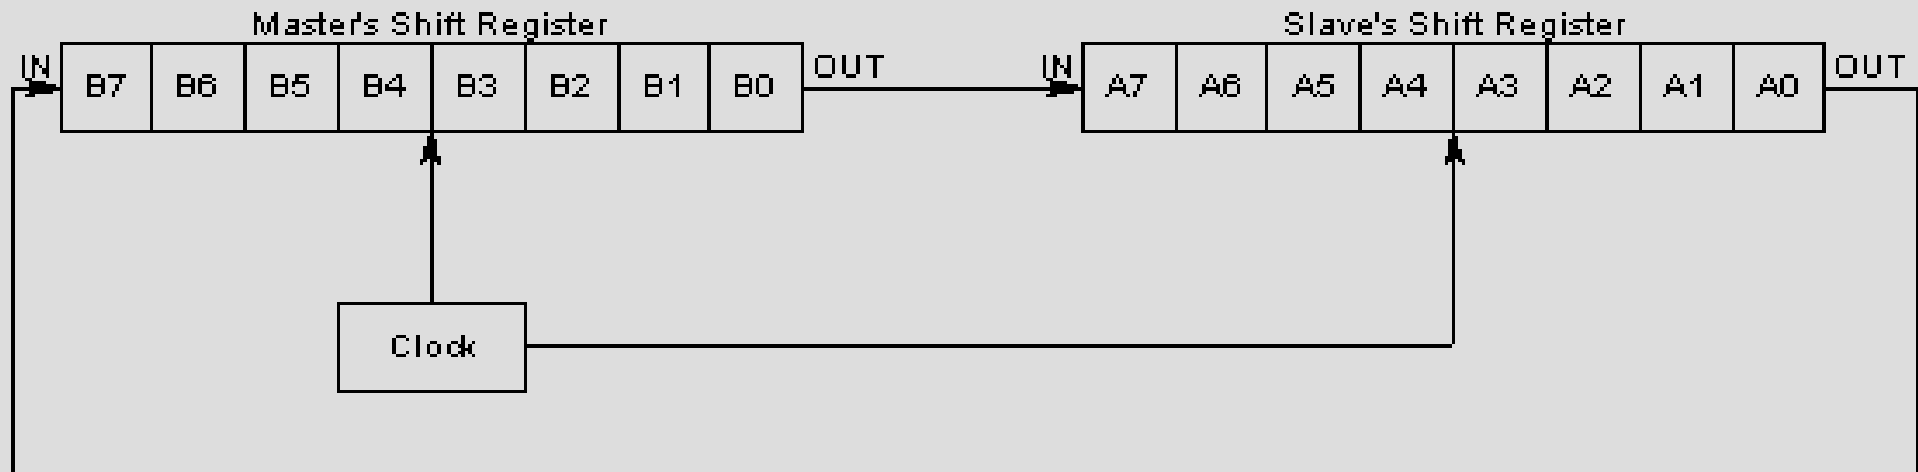 Master's Shift Register
Slave's Shift Register
IN B7 B6 B5 B4 B3 B2 B1 B0 OUT IN A7 A6 A5 A4 A3 A2 A1 A0 OUT
Clock